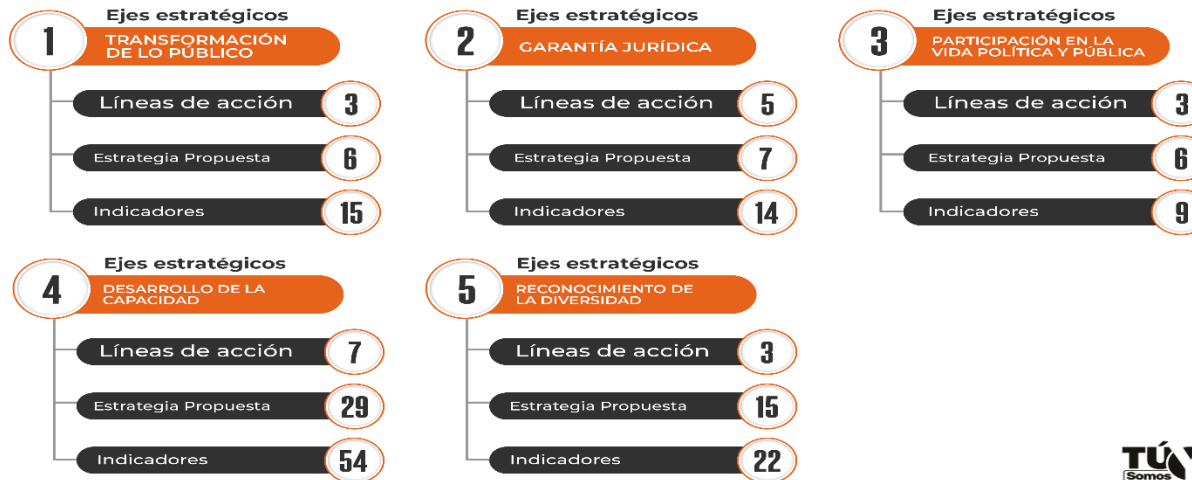 Ejes estratégicos
1
TRANSFORMACIÓN
DE LO PÚBLICO
Líneas de acción 3
Estrategia Propuesta 6
Indicadores 15
Ejes estratégicos
2
GARANTÍA JURÍDICA
Líneas de acción 5
Estrategia Propuesta 7
Indicadores 14
Ejes estratégicos
3
PARTICIPACIÓN EN LA
VIDA POLÍTICA Y PÚBLICA
Líneas de acción 3
Estrategia Propuesta 6
Indicadores 9
Ejes estratégicos
4
DESARROLLO DE LA
CAPACIDAD
Líneas de acción 7
Estrategia Propuesta 29
Indicadores 54
Ejes estratégicos
5
RECONOCIMIENTO DE
LA DIVERSIDAD
Líneas de acción 3
Estrategia Propuesta 15
Indicadores 22
TÚ
Somos